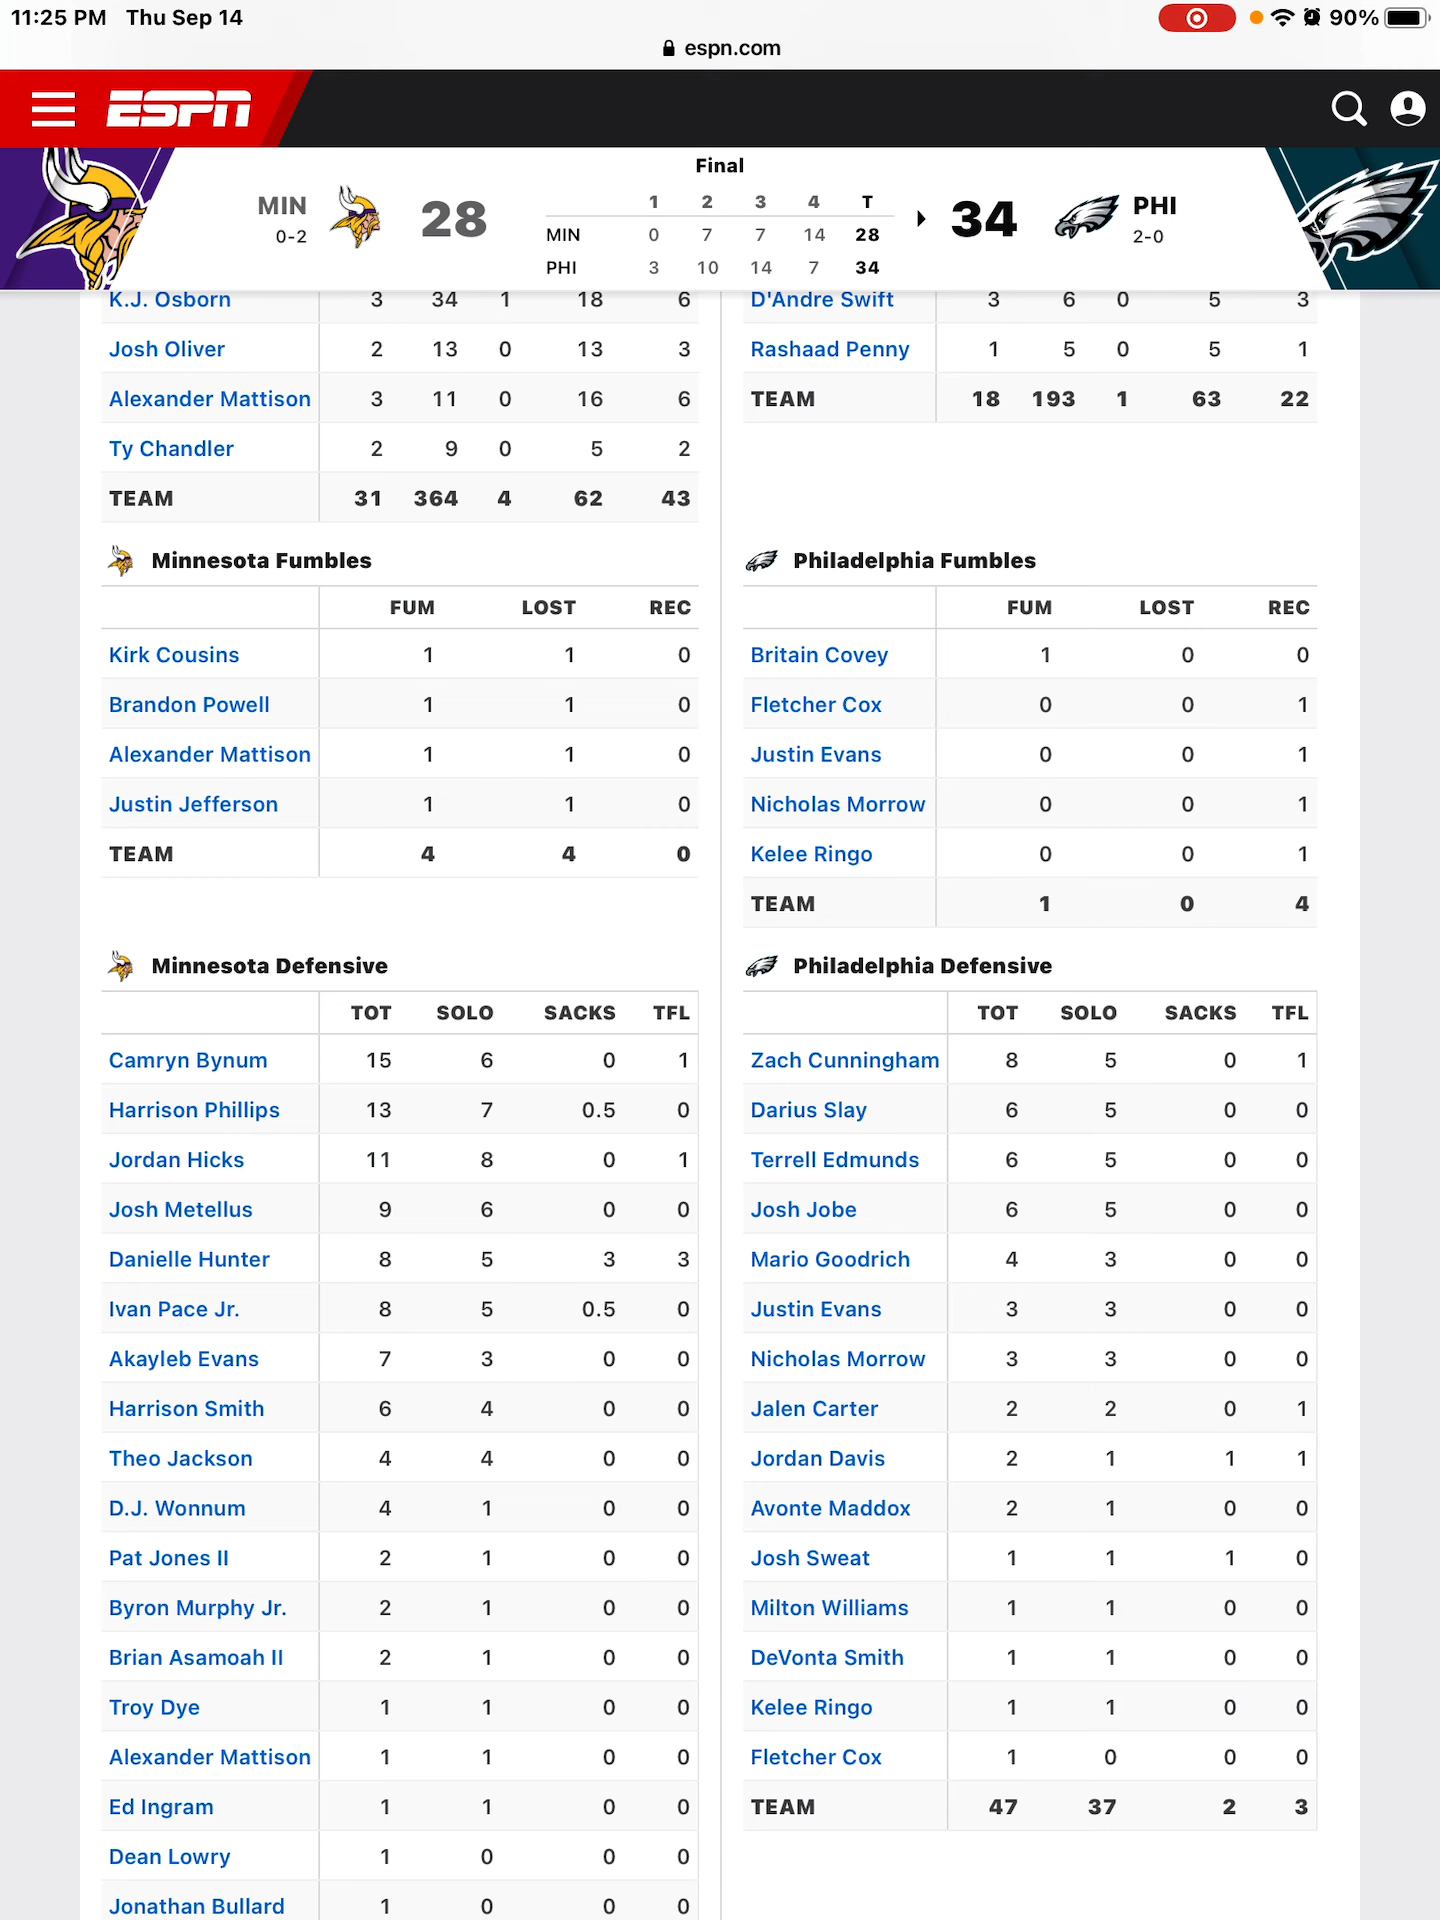 11:25 PM Thu Sep 14 90%
espn.com
ESPN
Final
MIN 28 1 2 3 4 T 34 PHI
0-2 MIN 0 7 7 14 28 2-0
PHI 3 10 14 7 34
K.J. Osborn 3 34 1 18 6
Josh Oliver 2 13 0 13 3
Alexander Mattison 3 11 0 16 6
Ty Chandler 2 9 0 5 2
TEAM 31 364 4 62 43
D'Andre Swift 3 6 0 5 3
Rashaad Penny 1 5 0 5 1
TEAM 18 193 1 63 22
Minnesota Fumbles
FUM LOST REC
Kirk Cousins 1 1 0
Brandon Powell 1 1 0
Alexander Mattison 1 1 0
Justin Jefferson 1 1 0
TEAM 4 4 0
Philadelphia Fumbles
FUM LOST REC
Britain Covey 1 0 0
Fletcher Cox 0 0 1
Justin Evans 0 0 1
Nicholas Morrow 0 0 1
Kelee Ringo 0 0 1
TEAM 1 0 4
Minnesota Defensive
TOT SOLO SACKS TFL
Camryn Bynum 15 6 0 1
Harrison Phillips 13 7 0.5 0
Jordan Hicks 11 8 0 1
Josh Metellus 9 6 0 0
Danielle Hunter 8 5 3 3
Ivan Pace Jr. 8 5 0.5 0
Akayleb Evans 7 3 0 0
Harrison Smith 6 4 0 0
Theo Jackson 4 4 0 0
D.J. Wonnum 4 1 0 0
Pat Jones II 2 1 0 0
Byron Murphy Jr. 2 1 0 0
Brian Asamoah II 2 1 0 0
Troy Dye 1 1 0 0
Alexander Mattison 1 1 0 0
Ed Ingram 1 1 0 0
Dean Lowry 1 0 0 0
Jonathan Bullard 1 0 0 0
Philadelphia Defensive
TOT SOLO SACKS TFL
Zach Cunningham 8 5 0 1
Darius Slay 6 5 0 0
Terrell Edmunds 6 5 0 0
Josh Jobe 6 5 0 0
Mario Goodrich 4 3 0 0
Justin Evans 3 3 0 0
Nicholas Morrow 3 3 0 0
Jalen Carter 2 2 0 1
Jordan Davis 2 1 1 1
Avonte Maddox 2 1 0 0
Josh Sweat 1 1 1 0
Milton Williams 1 1 0 0
DeVonta Smith 1 1 0 0
Kelee Ringo 1 1 0 0
Fletcher Cox 1 0 0 0
TEAM 47 37 2 3